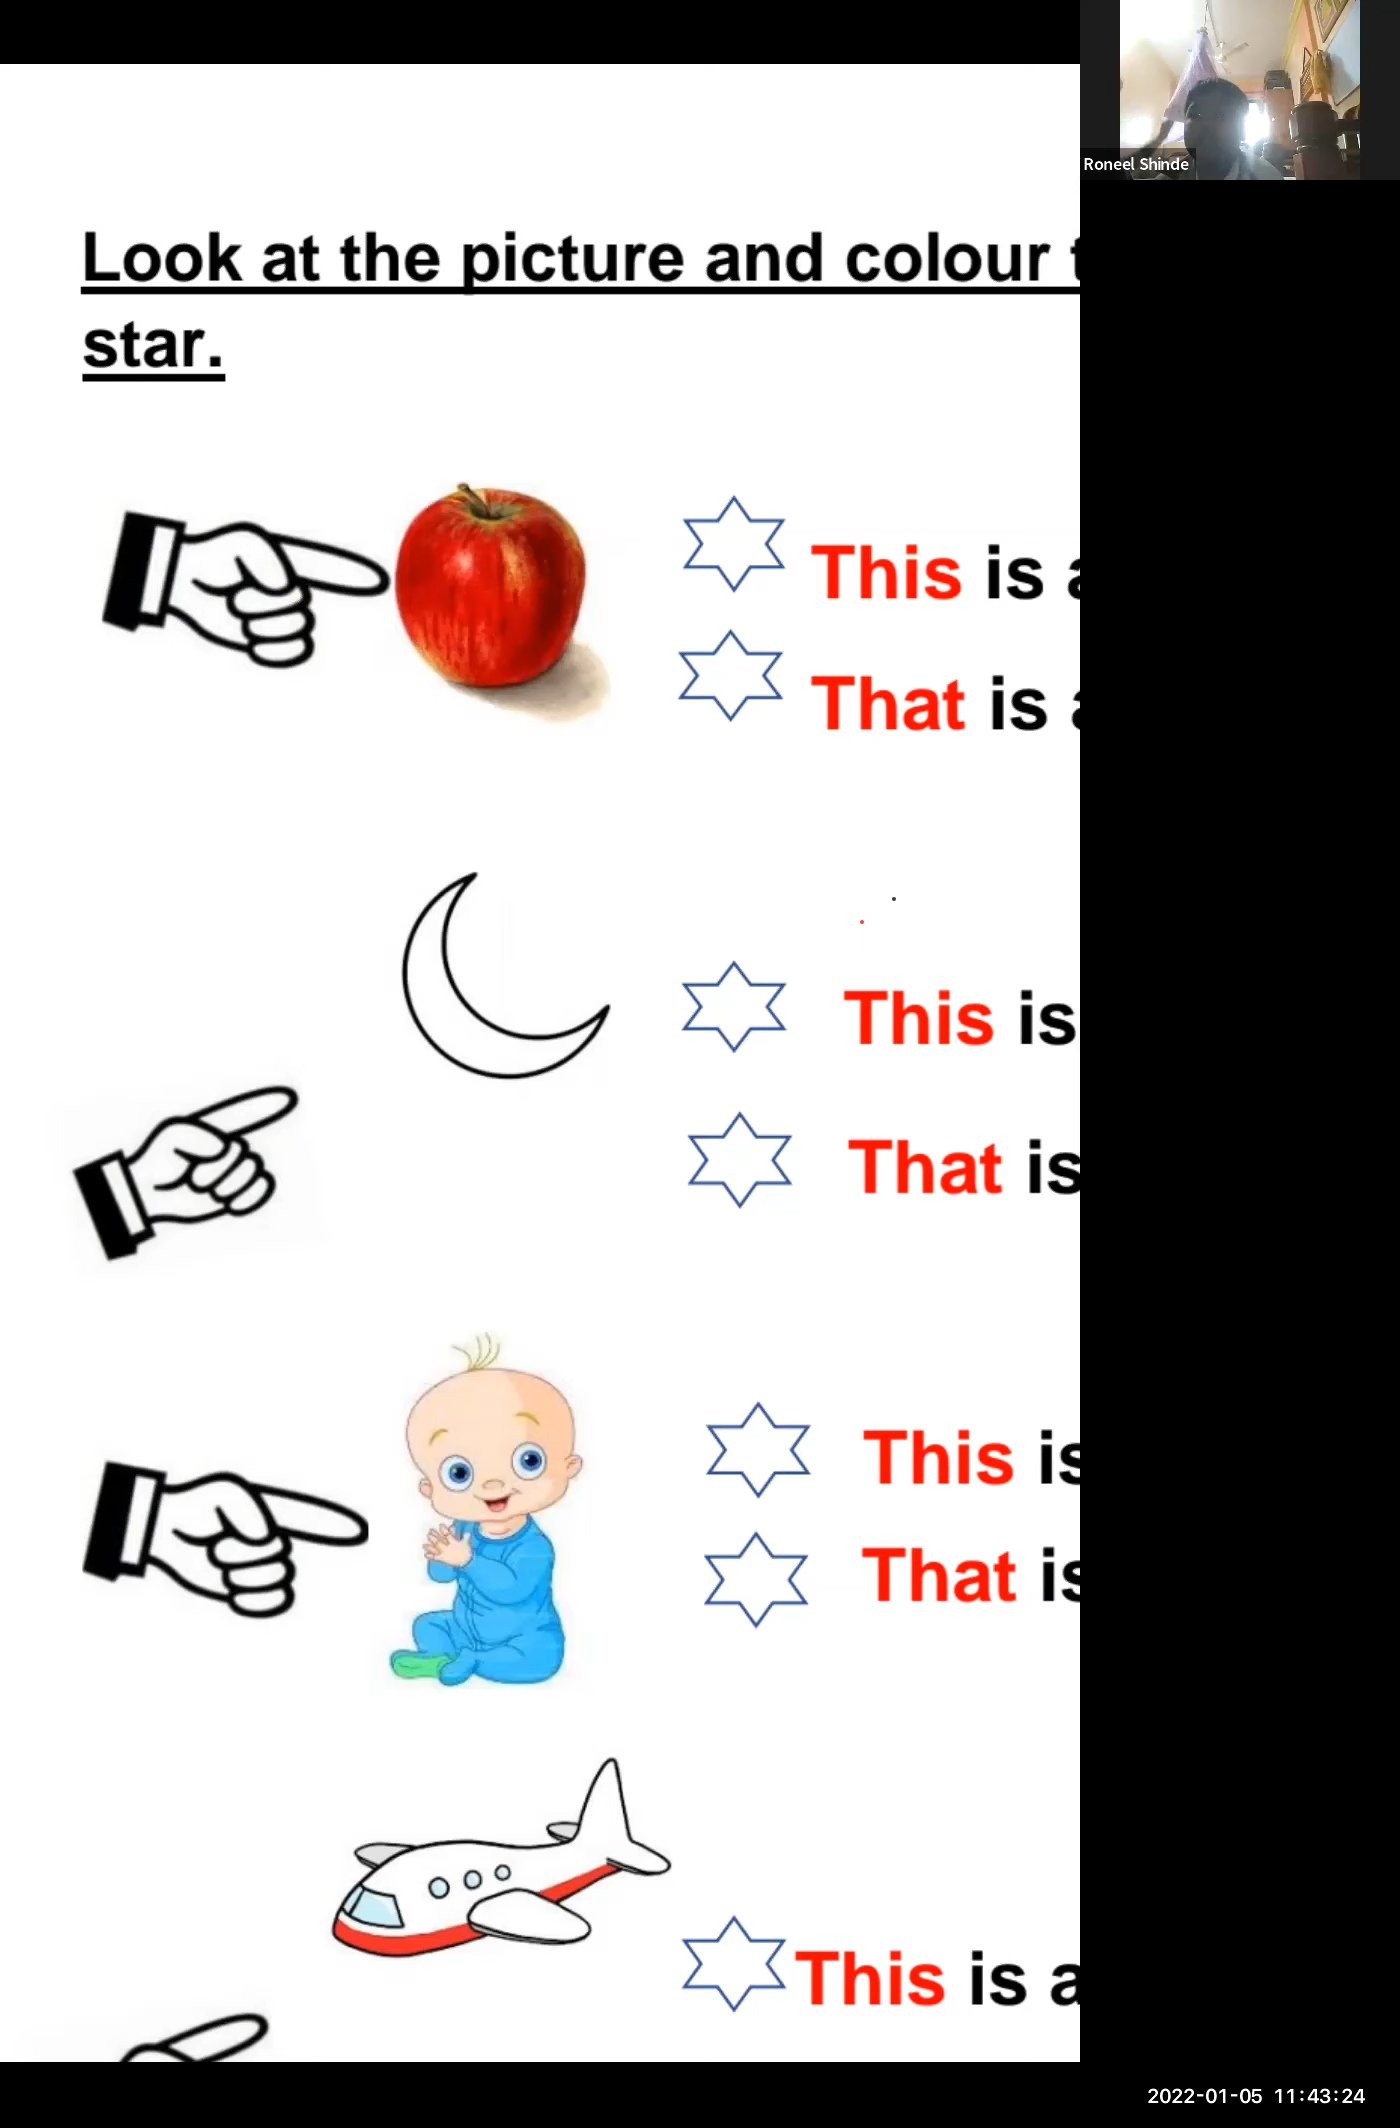 Roneel Shinde
Look at the picture and colour
star.
This is
That is
This is
That is
This is
That is
This is a
2022-01-05 11:43:24